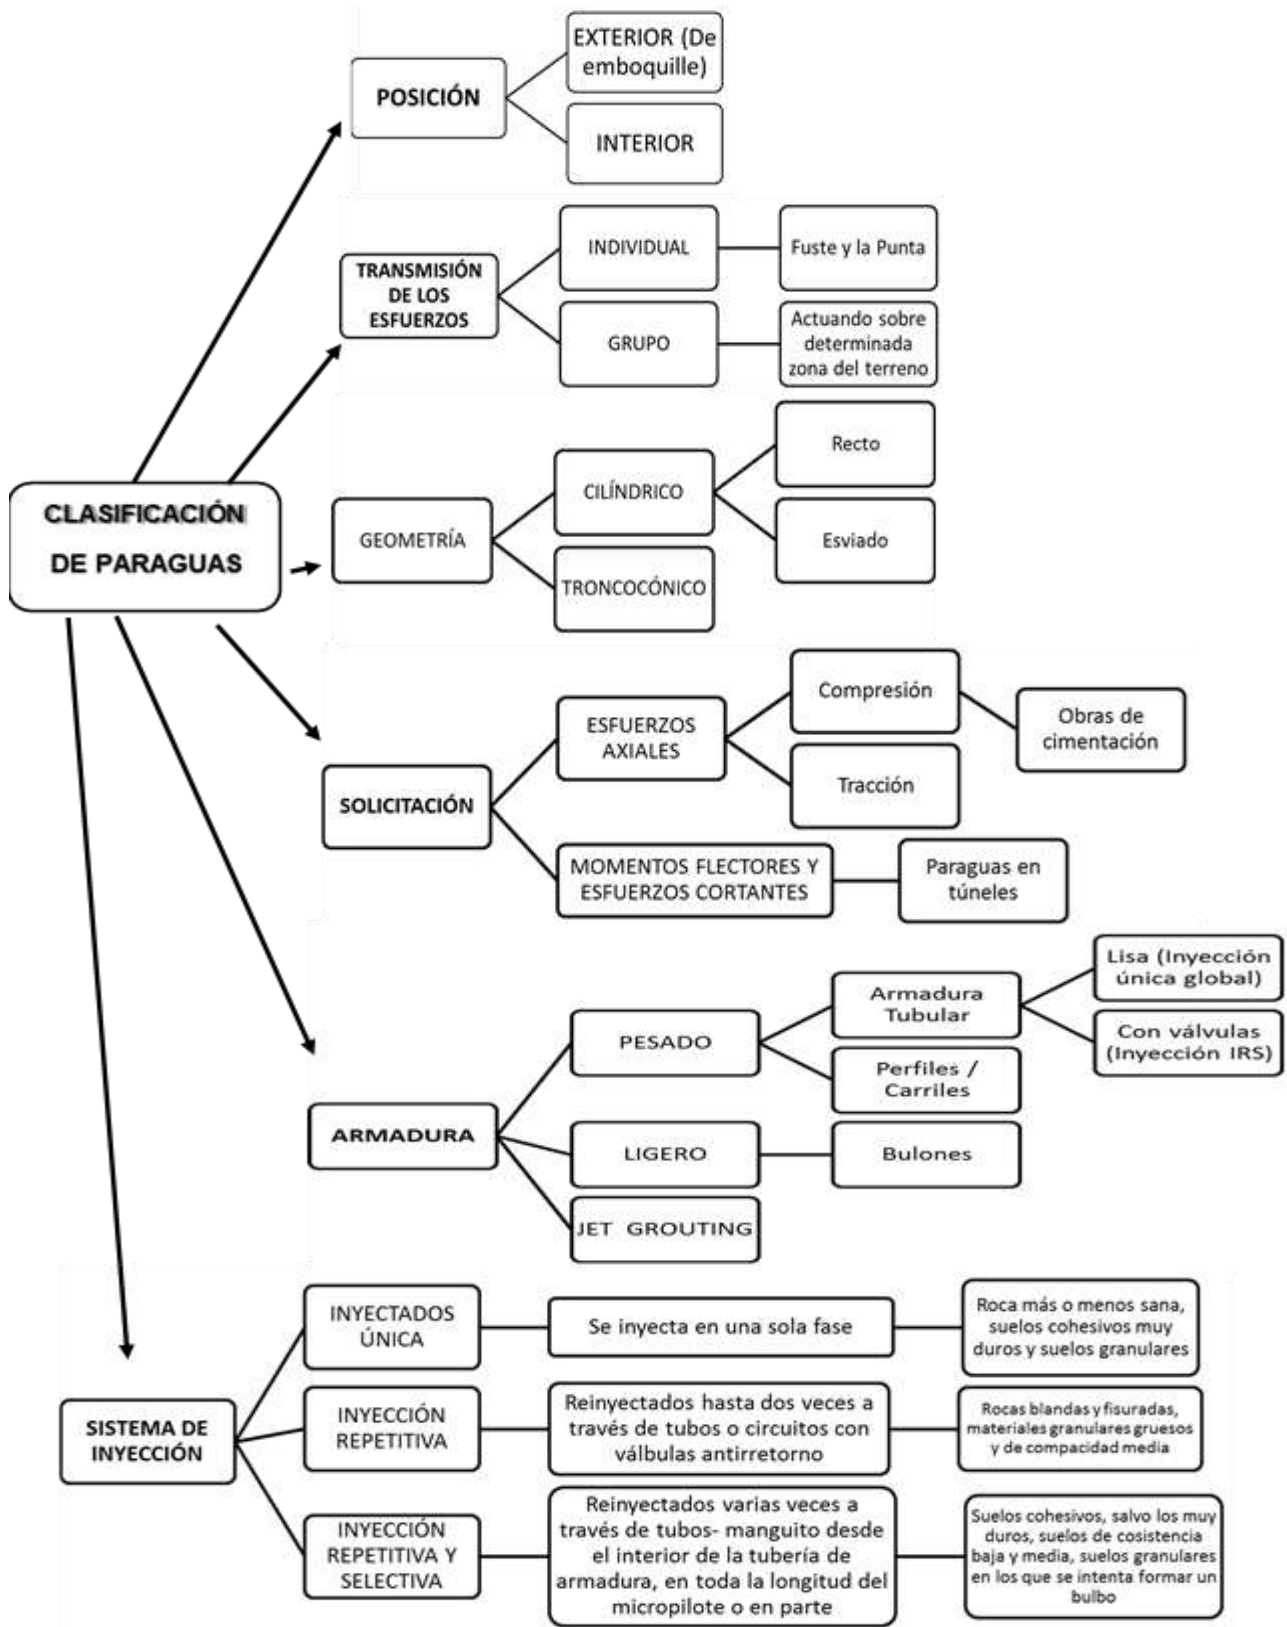 CLASIFICACIÓN
DE PARAGUAS
POSICIÓN
EXTERIOR (De
emboquille)
INTERIOR
TRANSMISIÓN
DE LOS
ESFUERZOS
INDIVIDUAL
Fuste y la Punta
GRUPO
Actuando sobre
determinada
zona del terreno
GEOMETRÍA
CILÍNDRICO
Recto
Esviado
TRONCOCÓNICO
SOLICITACIÓN
ESFUERZOS
AXIALES
Compresión
Obras de
cimentación
Tracción
MOMENTOS FLECTORES Y
ESFUERZOS CORTANTES
Paraguas en
túneles
ARMADURA
PESADO
Armadura
Tubular
Lisa (Inyección
única global)
Con válvulas
(Inyección IRS)
Perfiles /
Carriles
LIGERO
Bulones
JET GROUTING
SISTEMA DE
INYECCIÓN
INYECTADOS
ÚNICA
Se inyecta en una sola fase
Roca más o menos sana,
suelos cohesivos muy
duros y suelos granulares
INYECCIÓN
REPETITIVA
Reinyectados hasta dos veces a
través de tubos o circuitos con
válbulas antirretorno
Rocas blandas y fisuradas,
materiales granulares gruesos
y de compacidad media
INYECCIÓN
REPETITIVA Y
SELECTIVA
Reinyectados varias veces a
través de tubos- manguito desde
el interior de la tubería de
armadura, en toda la longitud del
micropilote o en parte
Suelos cohesivos, salvo los muy
duros, suelos de cosistencia
baja y media, suelos granulares
en los que se intenta formar un
bulbo